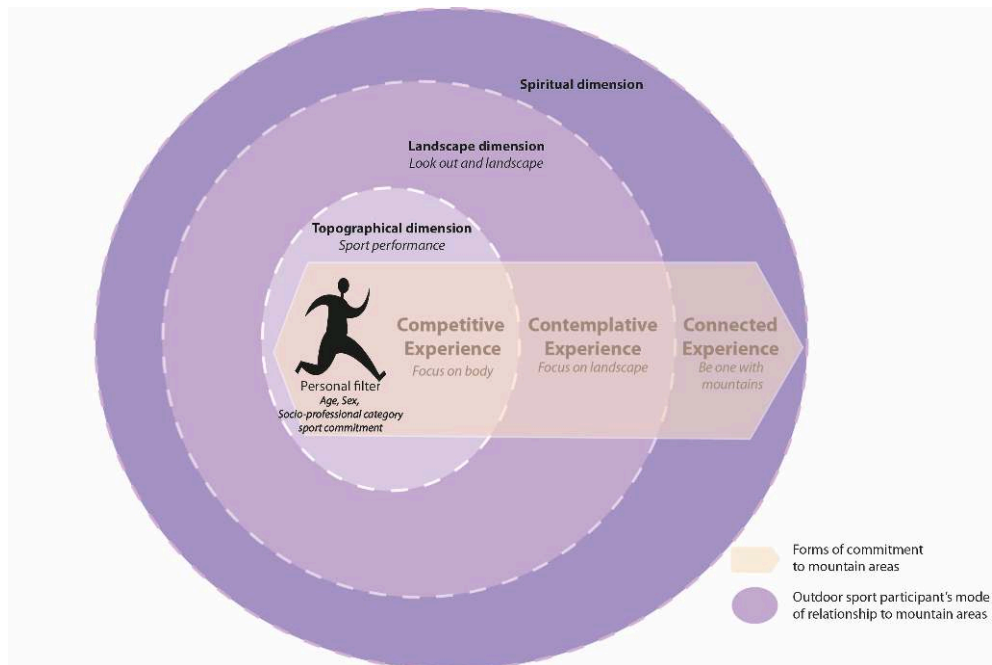 Spiritual dimension
Landscape dimension
Look out and landscape
Topographical dimension
Sport performance
Competitive
Experience
Focus on body
Contemplative
Experience
Focus on landscape
Connected
Experience
Be one with
mountains
Personal filter
Age, Sex,
Socio-professional category
sport commitment
Forms of commitment
to mountain areas
Outdoor sport participant's mode
of relationship to mountain areas